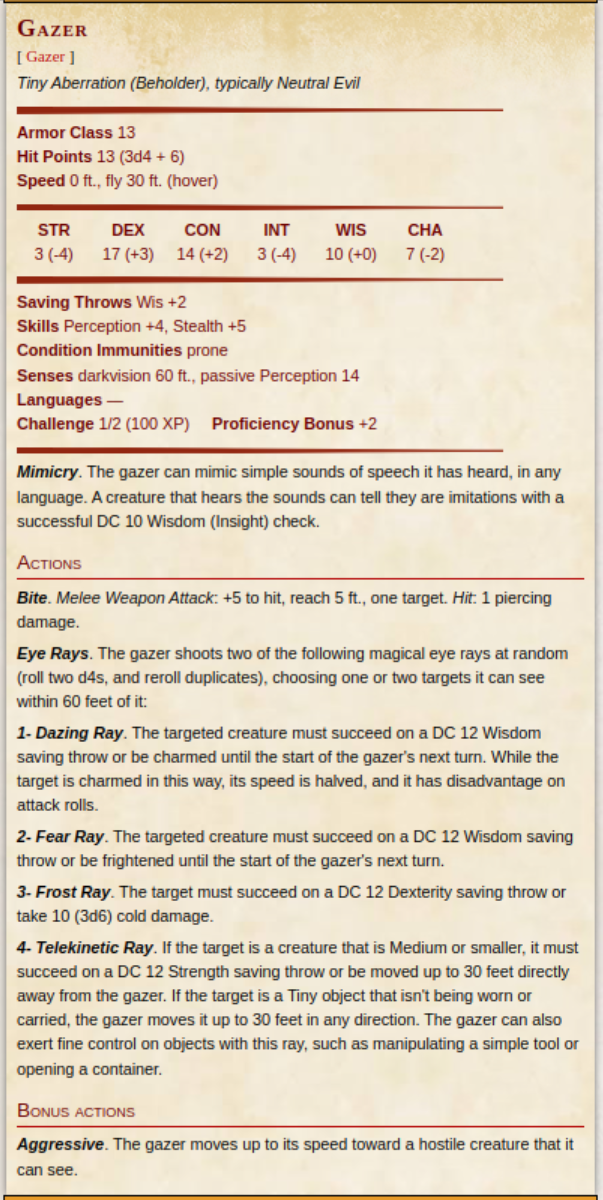 Gazer
[ Gazer ]
Tiny Aberration (Beholder), typically Neutral Evil
Armor Class 13
Hit Points 13 (3d4 + 6)
Speed 0 ft., fly 30 ft. (hover)
STR DEX CON INT WIS CHA
3 (-4) 17 (+3) 14 (+2) 3 (-4) 10 (+0) 7 (-2)
Saving Throws Wis +2
Skills Perception +4, Stealth +5
Condition Immunities prone
Senses darkvision 60 ft., passive Perception 14
Languages —
Challenge 1/2 (100 XP) Proficiency Bonus +2
Mimicry. The gazer can mimic simple sounds of speech it has heard, in any
language. A creature that hears the sounds can tell they are imitations with a
successful DC 10 Wisdom (Insight) check.
Actions
Bite. Melee Weapon Attack: +5 to hit, reach 5 ft., one target. Hit: 1 piercing
damage.
Eye Rays. The gazer shoots two of the following magical eye rays at random
(roll two d4s, and reroll duplicates), choosing one or two targets it can see
within 60 feet of it:
1- Dazing Ray. The targeted creature must succeed on a DC 12 Wisdom
saving throw or be charmed until the start of the gazer's next turn. While the
target is charmed in this way, its speed is halved, and it has disadvantage on
attack rolls.
2- Fear Ray. The targeted creature must succeed on a DC 12 Wisdom saving
throw or be frightened until the start of the gazer's next turn.
3- Frost Ray. The target must succeed on a DC 12 Dexterity saving throw or
take 10 (3d6) cold damage.
4- Telekinetic Ray. If the target is a creature that is Medium or smaller, it must
succeed on a DC 12 Strength saving throw or be moved up to 30 feet directly
away from the gazer. If the target is a Tiny object that isn't being worn or
carried, the gazer moves it up to 30 feet in any direction. The gazer can also
exert fine control on objects with this ray, such as manipulating a simple tool or
opening a container.
Bonus actions
Aggressive. The gazer moves up to its speed toward a hostile creature that it
can see.